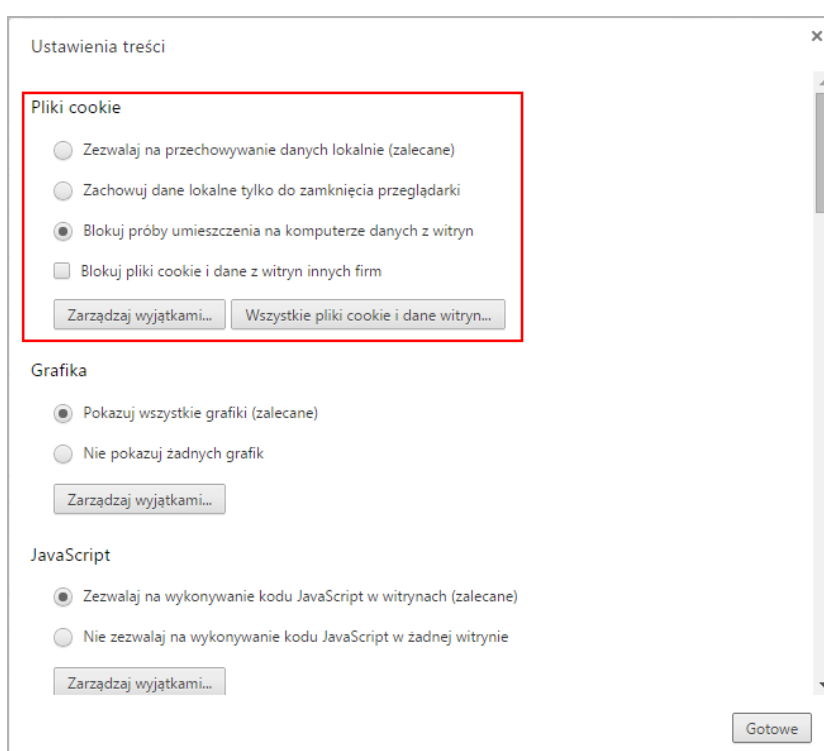 Ustawienia treści
Pliki cookie
Zezwalaj na przechowywanie danych lokalnie (zalecane)
Zachowuj dane lokalne tylko do zamknięcia przeglądarki
Blokuj próby umieszczenia na komputerze danych z witryn
Blokuj pliki cookie i dane z witryn innych firm
Zarządzaj wyjątkami... Wszystkie pliki cookie i dane witryn...
Grafika
Pokazuj wszystkie grafiki (zalecane)
Nie pokazuj żadnych grafik
Zarządzaj wyjątkami...
JavaScript
Zezwalaj na wykonywanie kodu JavaScript w witrynach (zalecane)
Nie zezwalaj na wykonywanie kodu JavaScript w żadnej witrynie
Zarządzaj wyjątkami...
Gotowe